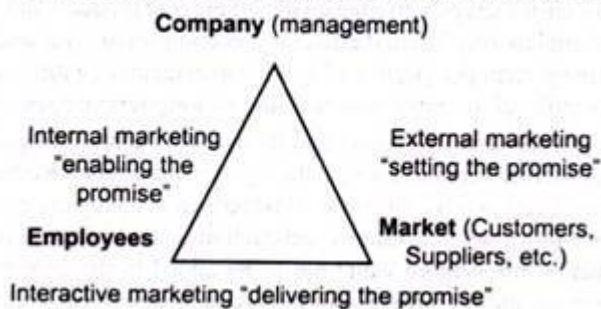 Company (management)
Internal marketing
"enabling the
promise"
External marketing
"setting the promise"
Employees
Market (Customers,
Suppliers, etc.)
Interactive marketing "delivering the promise"